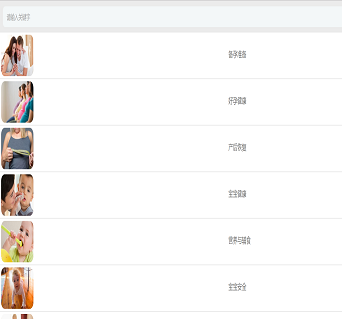 请输入关键字
备孕准备
好孕健康
产后恢复
宝宝健康
营养与辅食
宝宝安全